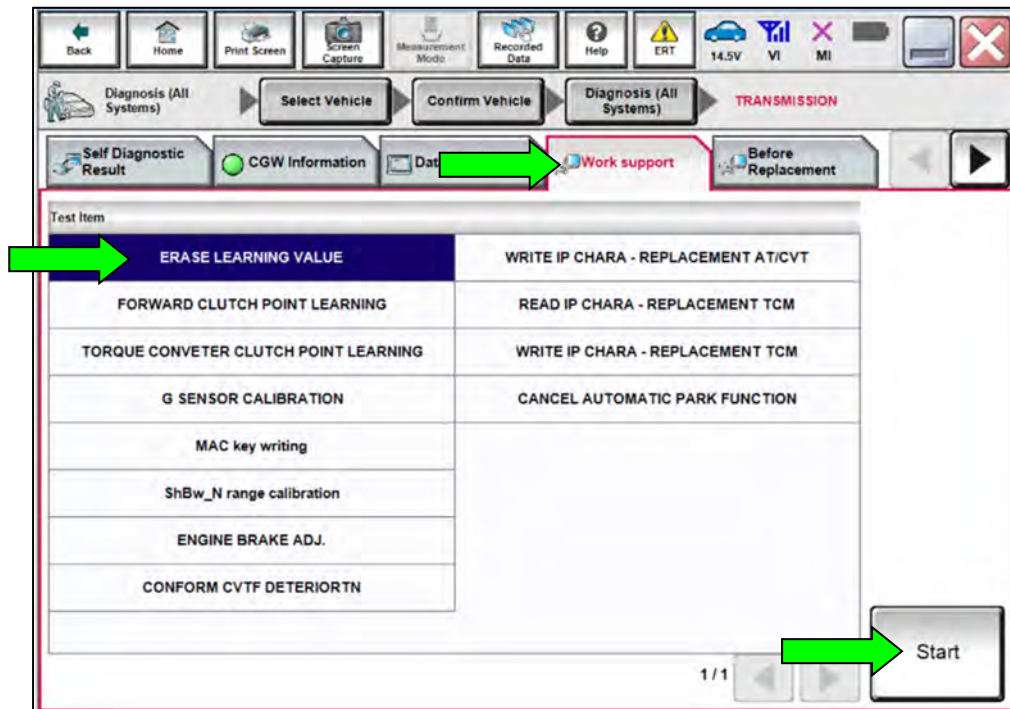 Back
Home
Print Screen
Screen
Capture
Measurement
Mode
Recorded
Data
Help
ERT
14.5V
VI
MI
Diagnosis (All
Systems)
Select Vehicle
Confirm Vehicle
Diagnosis (All
Systems)
TRANSMISSION
Self Diagnostic
Result
CGW Information
Dat
Work support
Before
Replacement
Test Item
ERASE LEARNING VALUE
WRITE IP CHARA - REPLACEMENT AT/CVT
FORWARD CLUTCH POINT LEARNING
READ IP CHARA - REPLACEMENT TCM
TORQUE CONVETER CLUTCH POINT LEARNING
WRITE IP CHARA - REPLACEMENT TCM
G SENSOR CALIBRATION
CANCEL AUTOMATIC PARK FUNCTION
MAC key writing
ShBw_N range calibration
ENGINE BRAKE ADJ.
CONFORM CVTF DETERIORTN
Start
1/1